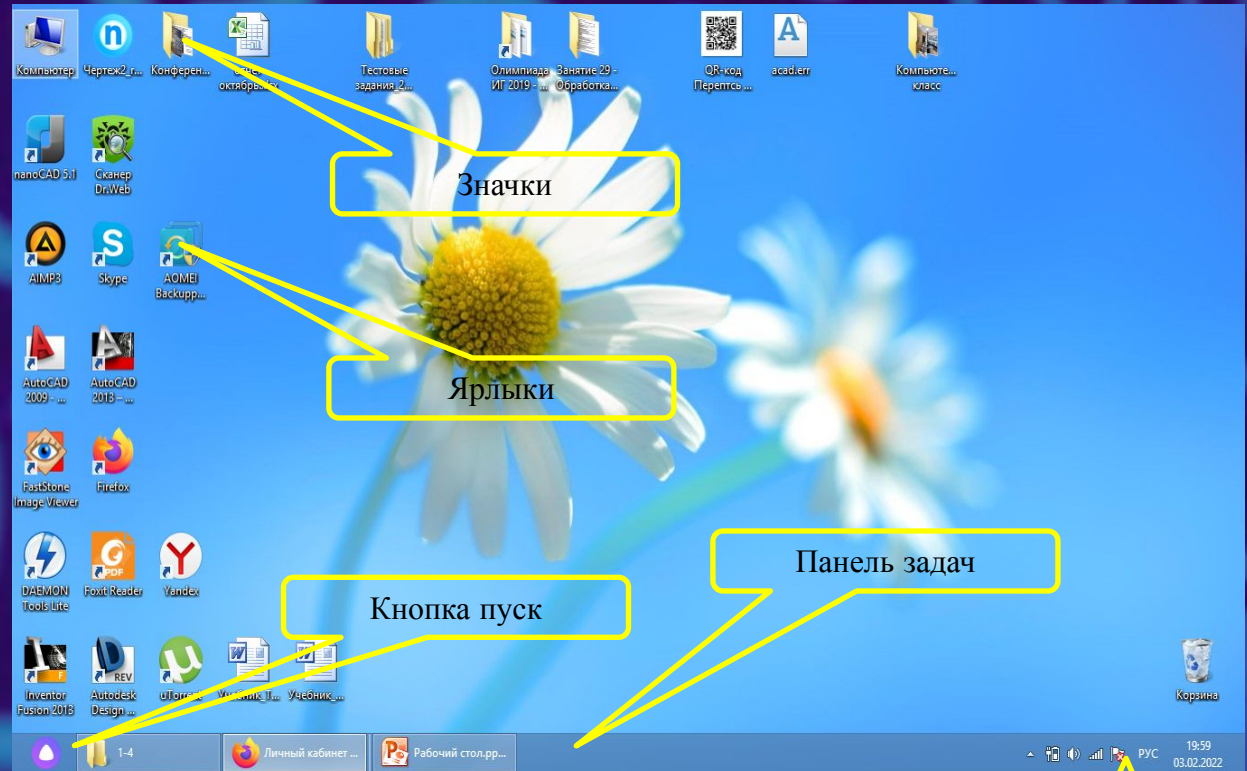 Компьютер
Чертеж2_г...
Конферен...
октябрь.xlsx
Тестовые
задания_2...
Олимпиада
ИГ 2019 - ...
Занятие 29 -
Обработка...
QR-код
Перептсь ...
acad.err
Компьюте...
класс
nanoCAD 5.1
Сканер
Dr.Web
Значки
AIMP3
Skype
AOMEI
Backupp...
AutoCAD
2009 - ...
AutoCAD
2013 – ...
Ярлыки
FastStone
Image Viewer
Firefox
DAEMON
Tools Lite
Foxit Reader
Yandex
Кнопка пуск
Панель задач
Inventor
Fusion 2013
Autodesk
Design ...
uTorrent
Учебник_Т...
Учебник_...
Корзина
1-4
Личный кабинет ...
Рабочий стол.pp...
РУС
19:59
03.02.2022